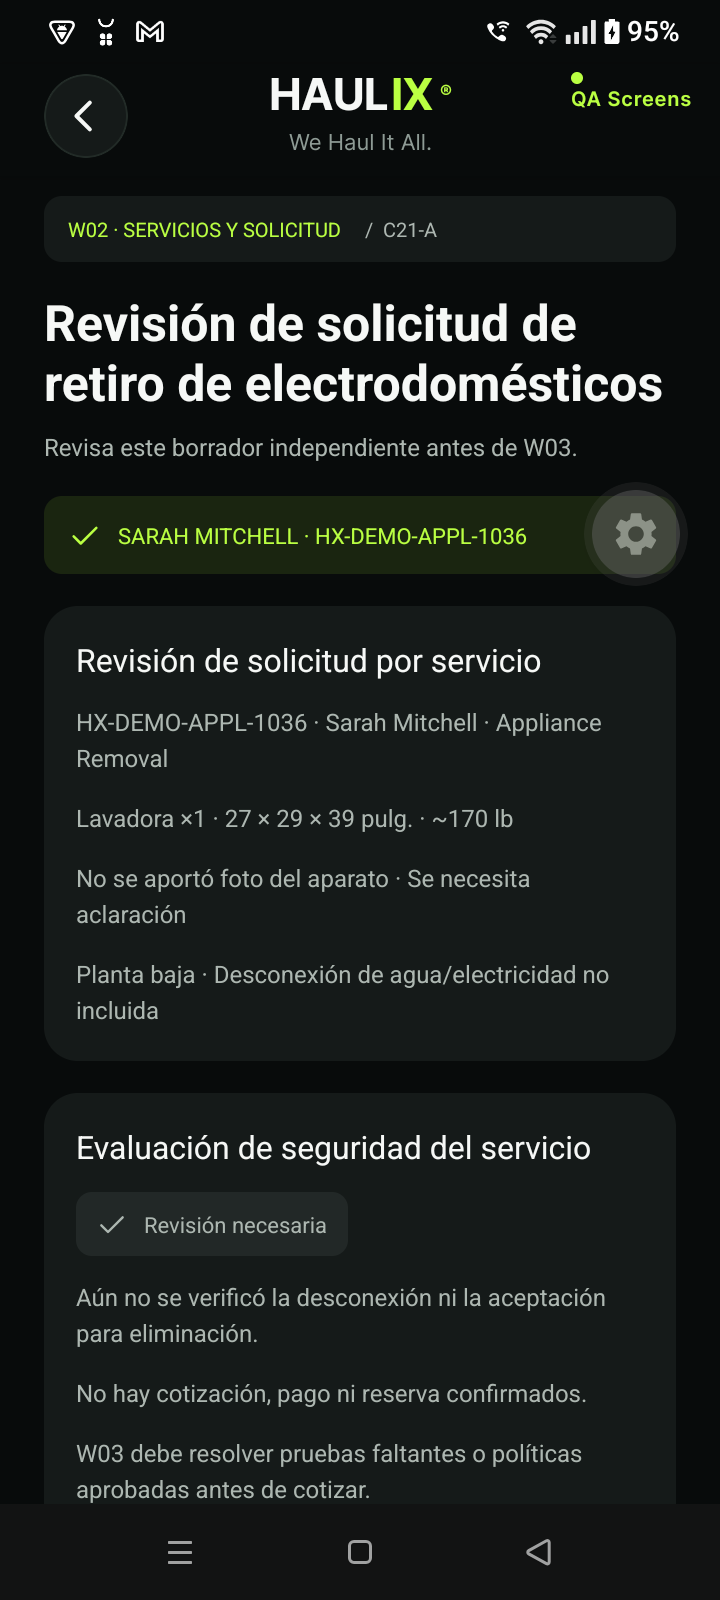 95%
HAULIX ®
QA Screens
We Haul It All.
W02 · SERVICIOS Y SOLICITUD / C21-A
Revisión de solicitud de
retiro de electrodomésticos
Revisa este borrador independiente antes de W03.
SARAH MITCHELL · HX-DEMO-APPL-1036
Revisión de solicitud por servicio
HX-DEMO-APPL-1036 · Sarah Mitchell · Appliance
Removal
Lavadora ×1 · 27 × 29 × 39 pulg. · ~170 lb
No se aportó foto del aparato · Se necesita
aclaración
Planta baja · Desconexión de agua/electricidad no
incluida
Evaluación de seguridad del servicio
Revisión necesaria
Aún no se verificó la desconexión ni la aceptación
para eliminación.
No hay cotización, pago ni reserva confirmados.
W03 debe resolver pruebas faltantes o políticas
aprobadas antes de cotizar.